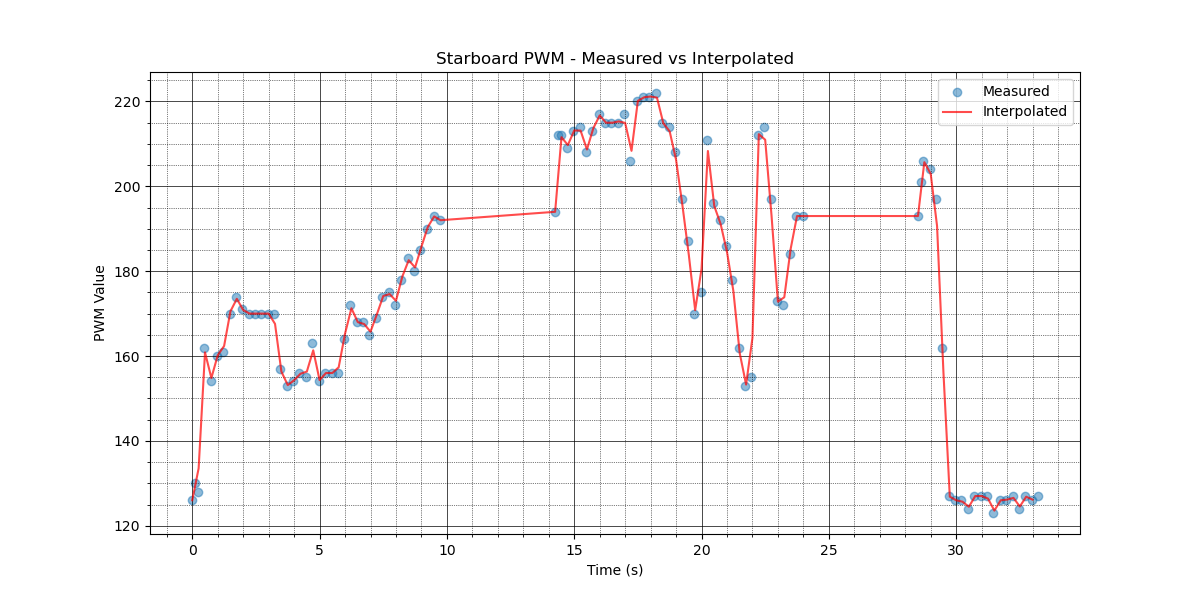 Starboard PWM - Measured vs Interpolated
Measured
Interpolated
PWM Value
220
200
180
160
140
120
0 5 10 15 20 25 30
Time (s)